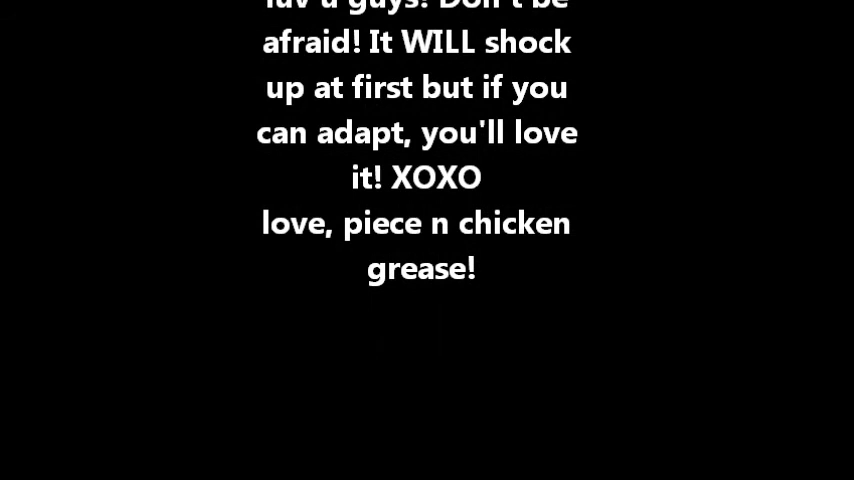 luv u guys! Don't be
afraid! It WILL shock
up at first but if you
can adapt, you'll love
it! XOXO
love, piece n chicken
grease!